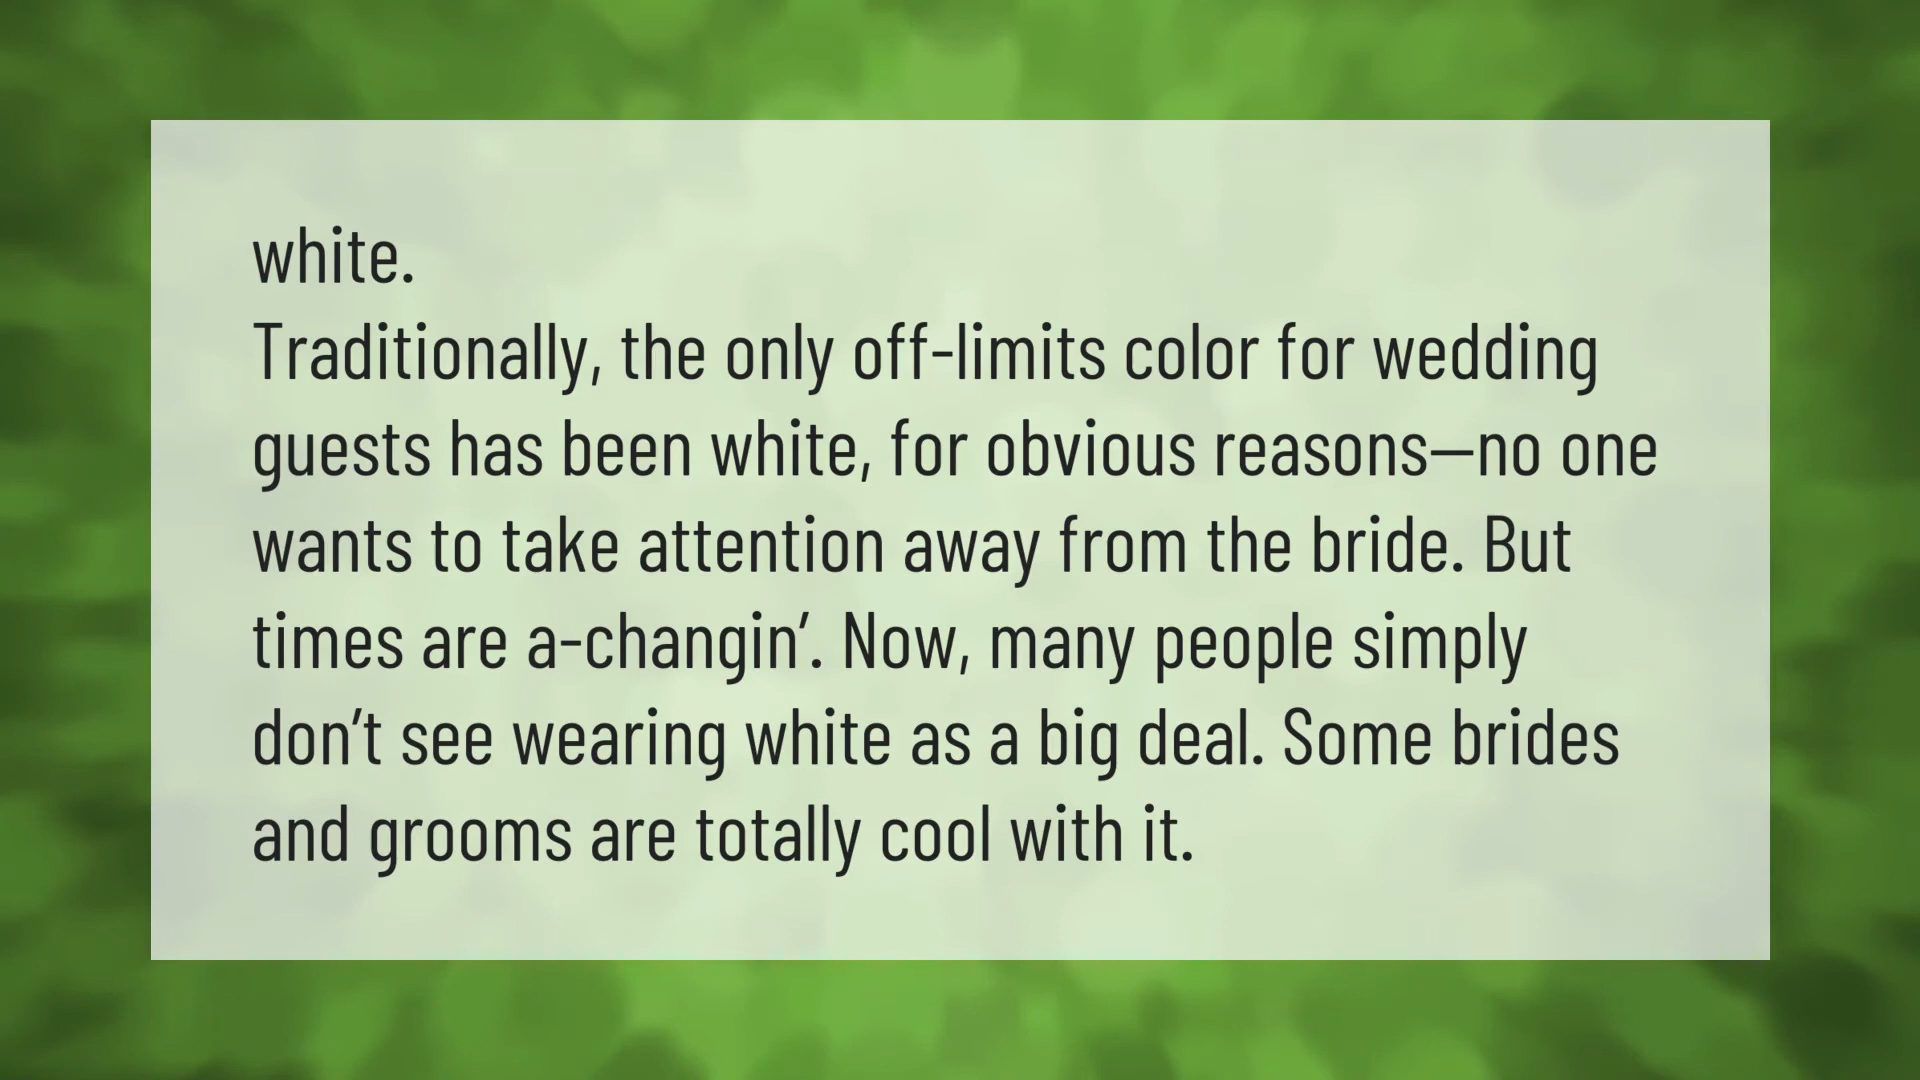 white.
Traditionally, the only off-limits color for wedding
guests has been white, for obvious reasons—no one
wants to take attention away from the bride. But
times are a-changin’. Now, many people simply
don’t see wearing white as a big deal. Some brides
and grooms are totally cool with it.